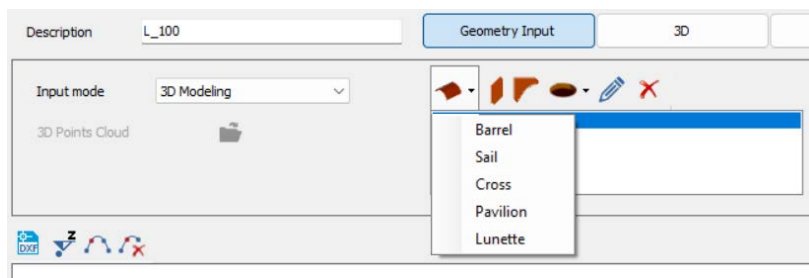 Description
L_100
Geometry Input
3D
Input mode
3D Modeling
3D Points Cloud
Barrel
Sail
Cross
Pavilion
Lunette
DXF
Z